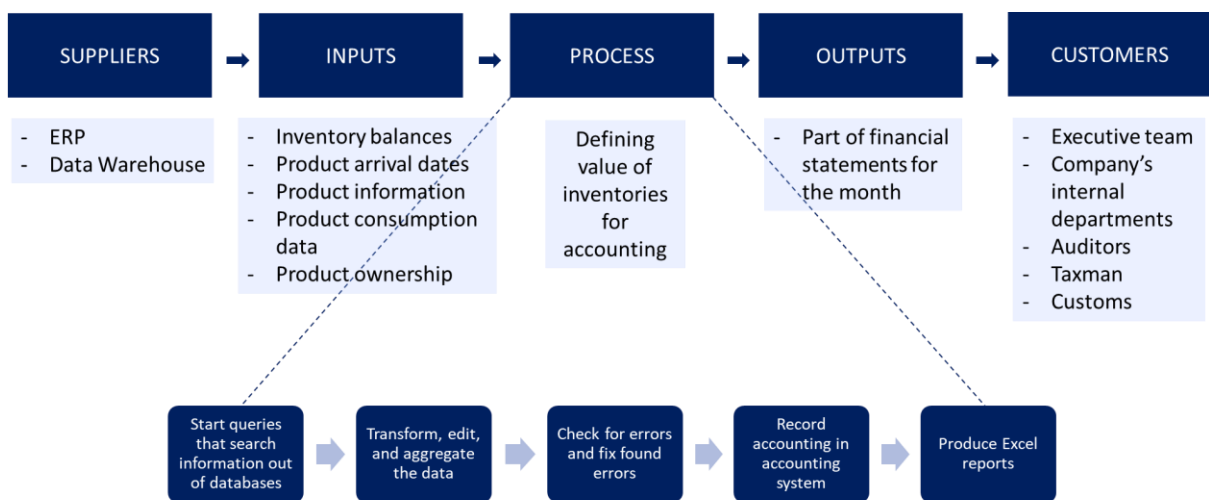 SUPPLIERS
INPUTS
PROCESS
OUTPUTS
CUSTOMERS
- ERP
- Data Warehouse
- Inventory balances
- Product arrival dates
- Product information
- Product consumption
data
- Product ownership
Defining
value of
inventories
for
accounting
- Part of financial
statements for
the month
- Executive team
- Company's
internal
departments
- Auditors
- Taxman
- Customs
Start queries
that search
information out
of databases
Transform, edit,
and aggregate
the data
Check for errors
and fix found
errors
Record
accounting in
accounting
system
Produce Excel
reports